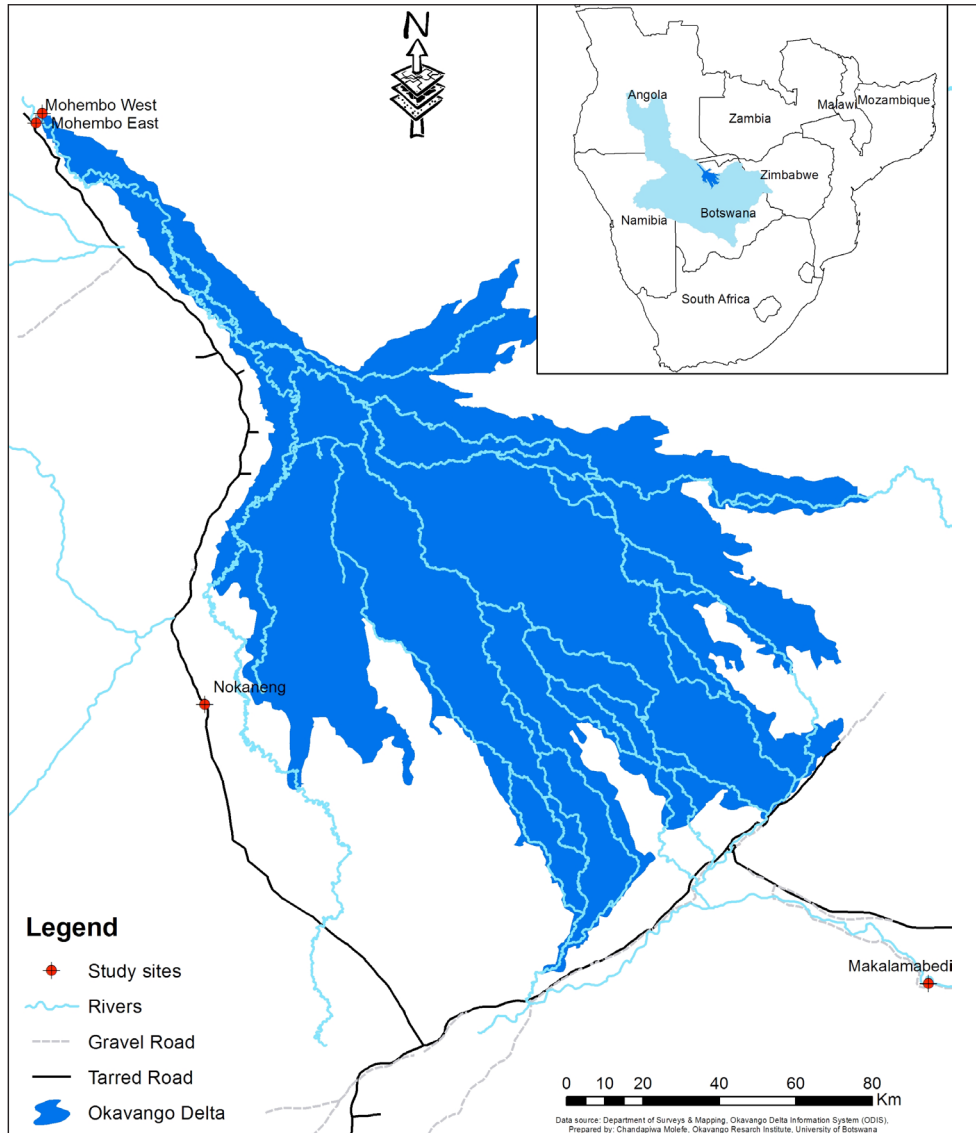 N
Mohembo West
Mohembo East
Angola
Zambia
Malawi
Mozambique
Zimbabwe
Namibia
Botswana
South Africa
Nokaneng
Makalamabedi
Legend
Study sites
Rivers
Gravel Road
Tarred Road
Okavango Delta
0 10 20 40 60 80
Km
Data source: Department of Surveys & Mapping, Okavango Delta Information System (ODIS),
Prepared by: Chandapiwa Molefe, Okavango Resarch Institute, University of Botswana